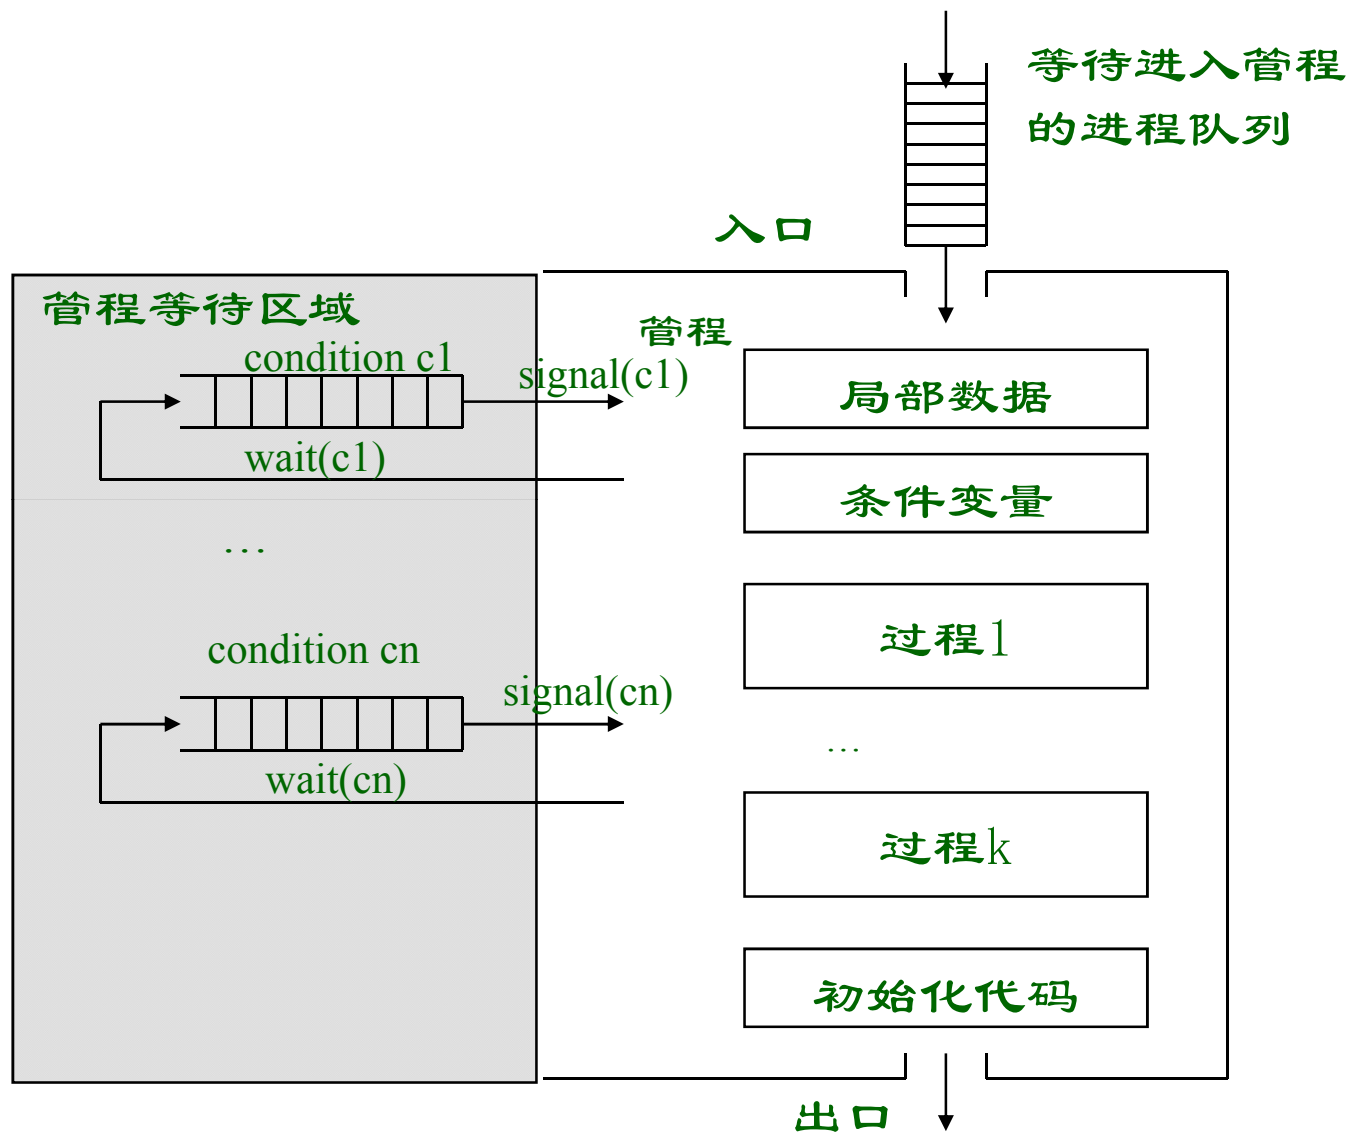 等待进入管程
的进程队列
入口
管程等待区域
管程
condition c1
signal(c1)
局部数据
wait(c1)
条件变量
…
condition cn
过程1
signal(cn)
…
wait(cn)
过程k
初始化代码
出口